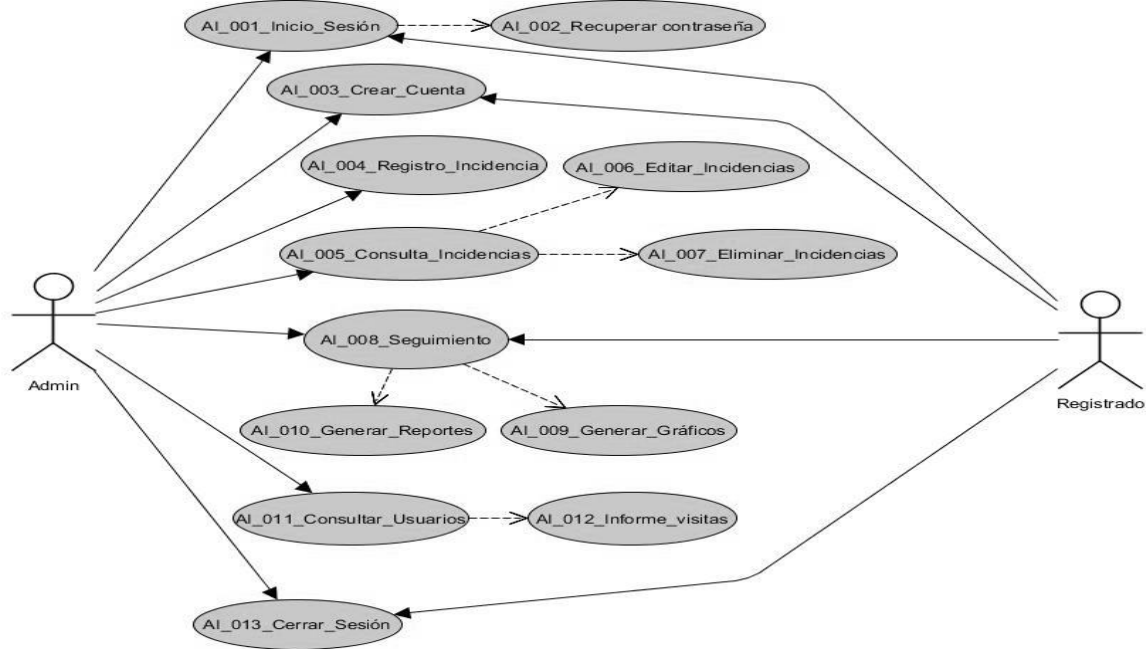 AI_001_Inicio_Sesión
AI_002_Recuperar contraseña
AI_003_Crear_Cuenta
AI_004_Registro_Incidencia
AI_006_Editar_Incidencias
AI_005_Consulta_Incidencias
AI_007_Eliminar_Incidencias
AI_008_Seguimiento
Admin
Registrado
AI_010_Generar_Reportes
AI_009_Generar_Gráficos
AI_011_Consultar_Usuarios
AI_012_Informe_visitas
AI_013_Cerrar_Sesión